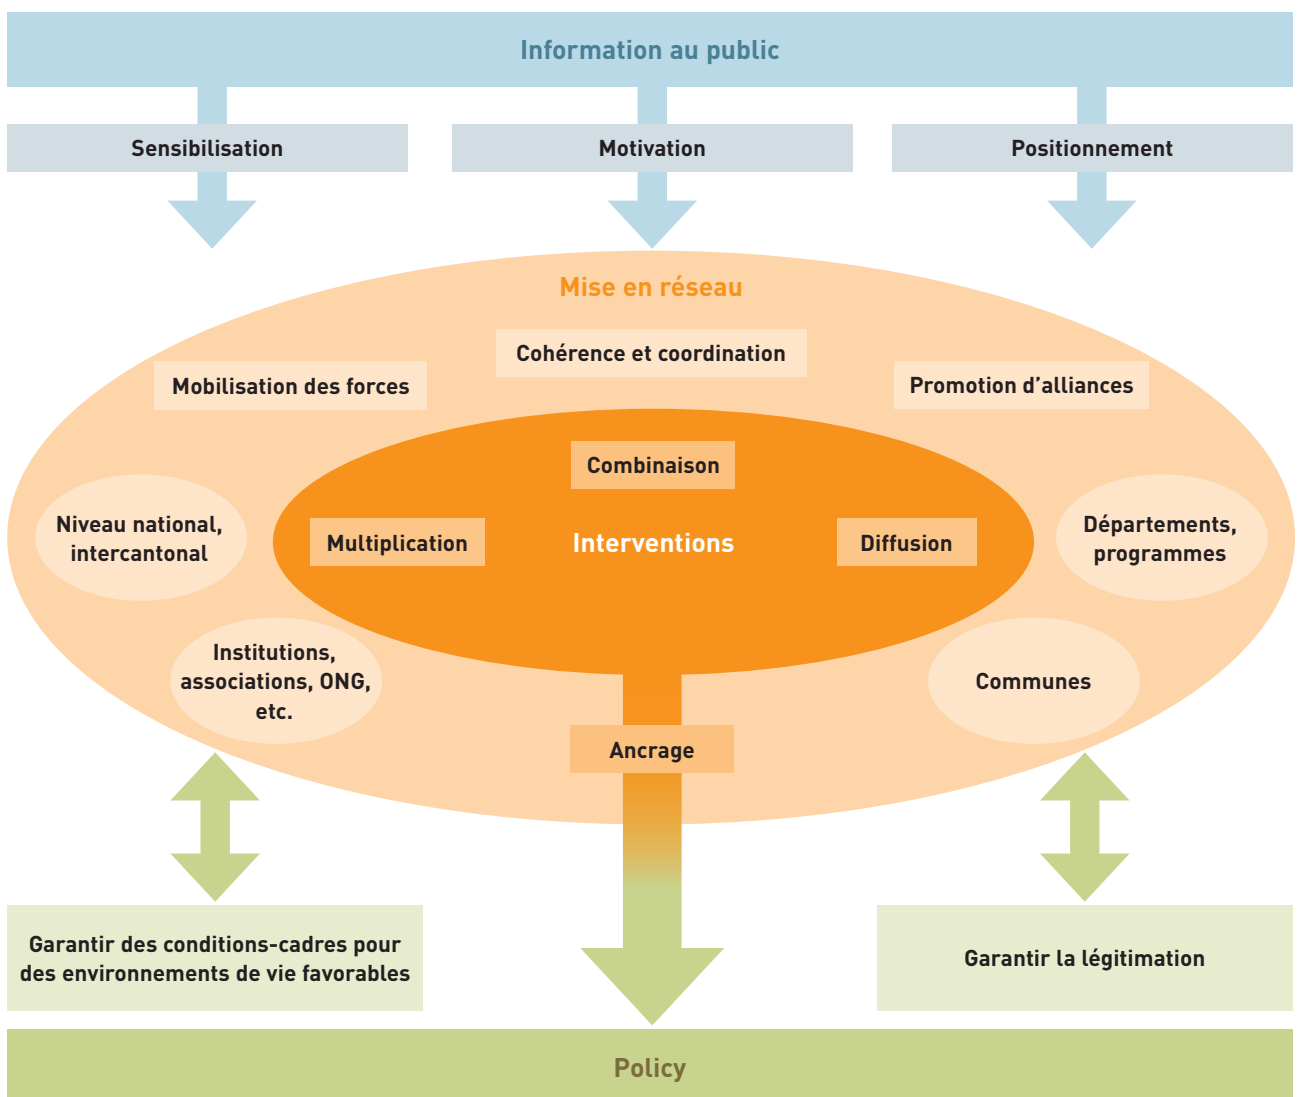 Information au public
Sensibilisation
Motivation
Positionnement
Mise en réseau
Cohérence et coordination
Mobilisation des forces
Promotion d’alliances
Combinaison
Niveau national,
intercantonal
Multiplication
Interventions
Diffusion
Départements,
programmes
Institutions,
associations, ONG,
etc.
Communes
Ancrage
Garantir des conditions-cadres pour
des environnements de vie favorables
Garantir la légitimation
Policy